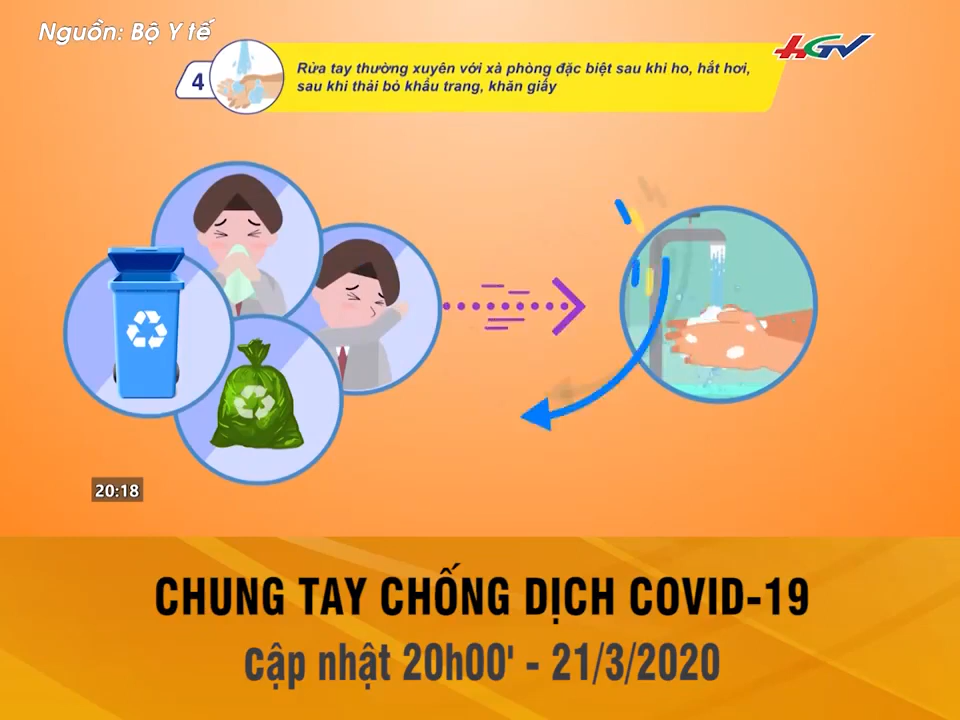 Nguồn: Bộ Y tế
HGV
4
Rửa tay thường xuyên với xà phòng đặc biệt sau khi ho, hắt hơi,
sau khi thải bỏ khẩu trang, khăn giấy
20:18
CHUNG TAY CHỐNG DỊCH COVID-19
cập nhật 20h00' - 21/3/2020